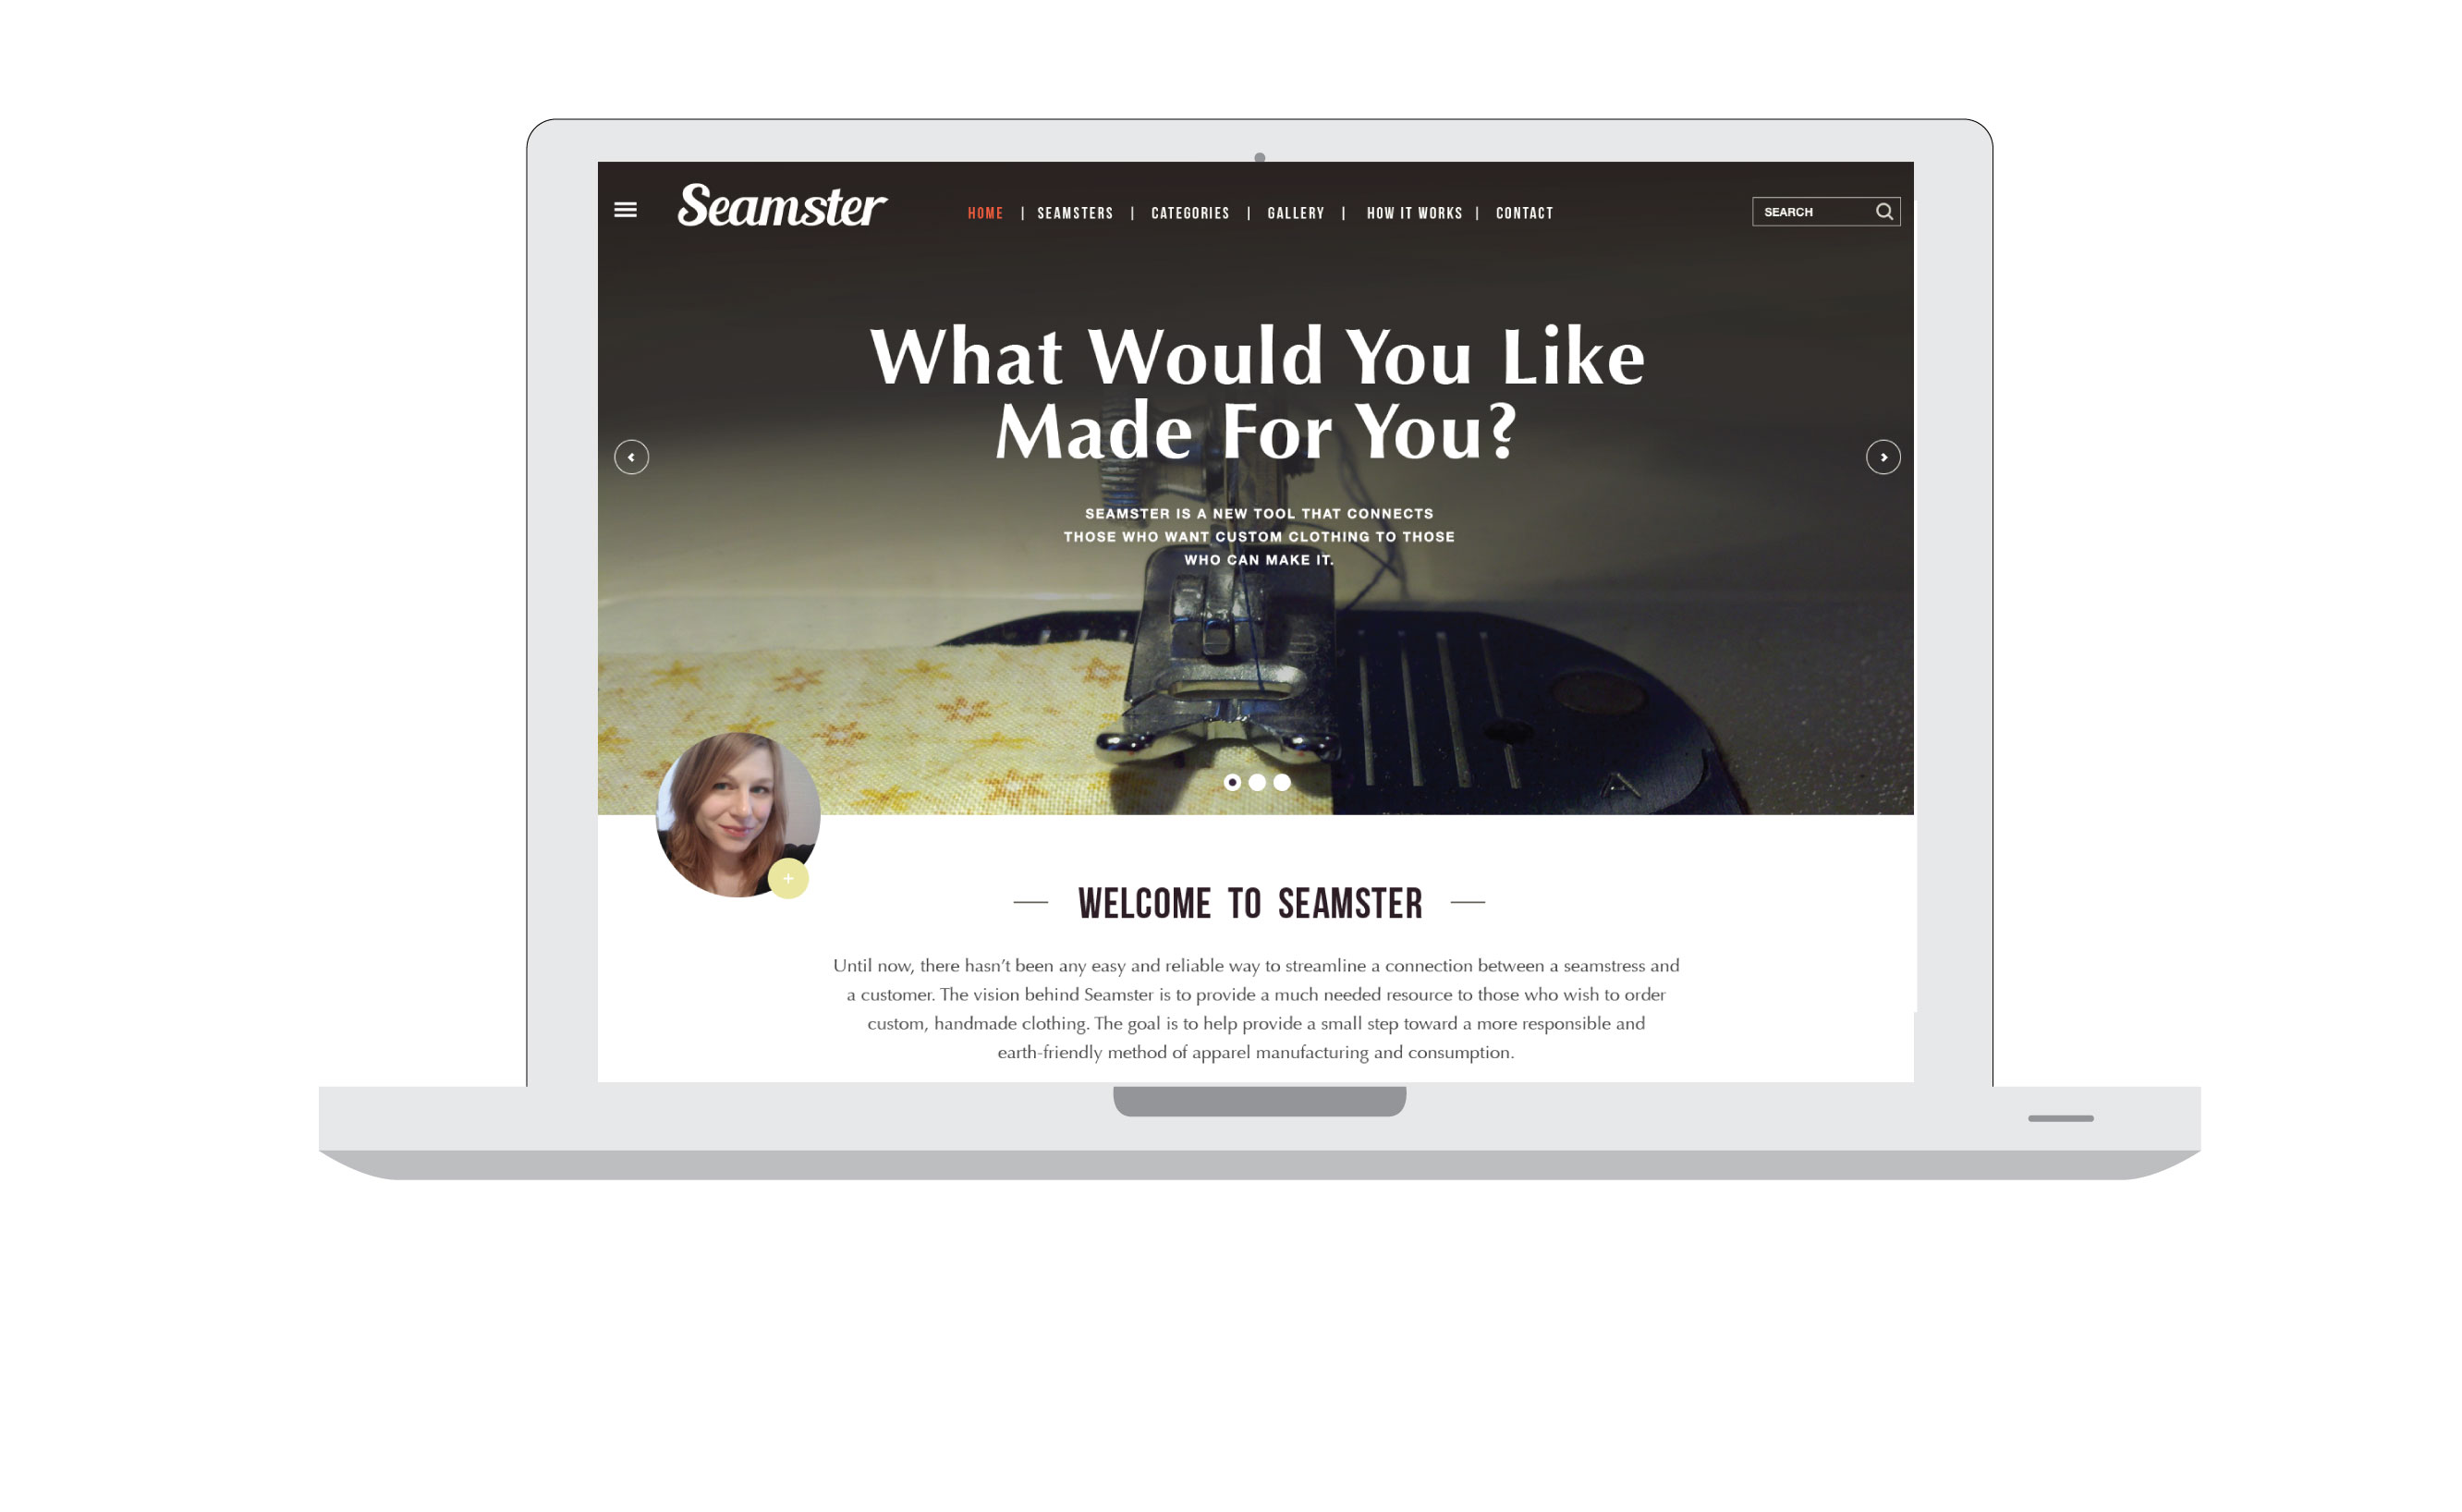 Seamster
HOME | SEAMSTERS | CATEGORIES | GALLERY | HOW IT WORKS | CONTACT
SEARCH
What Would You Like
Made For You?
SEAMSTER IS A NEW TOOL THAT CONNECTS
THOSE WHO WANT CUSTOM CLOTHING TO THOSE
WHO CAN MAKE IT.
A
+
WELCOME TO SEAMSTER
Until now, there hasn’t been any easy and reliable way to streamline a connection between a seamstress and
a customer. The vision behind Seamster is to provide a much needed resource to those who wish to order
custom, handmade clothing. The goal is to help provide a small step toward a more responsible and
earth-friendly method of apparel manufacturing and consumption.